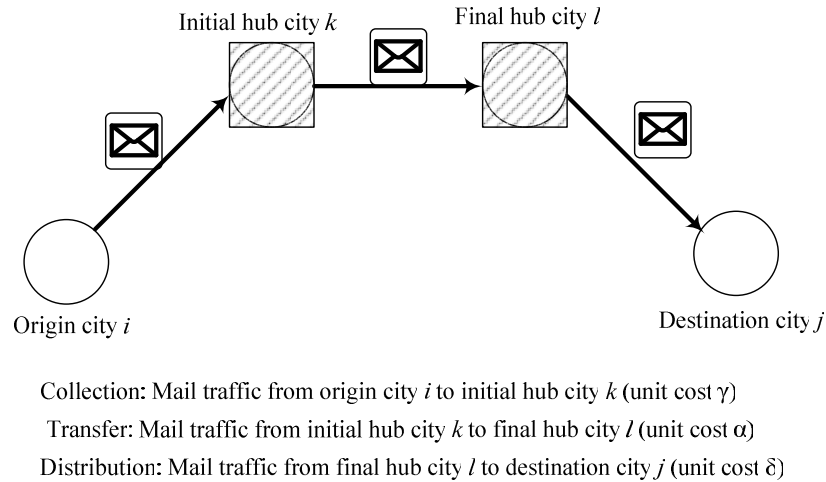 Initial hub city k
Final hub city l
Origin city i
Destination city j
Collection: Mail traffic from origin city i to initial hub city k (unit cost γ)
Transfer: Mail traffic from initial hub city k to final hub city l (unit cost α)
Distribution: Mail traffic from final hub city l to destination city j (unit cost δ)